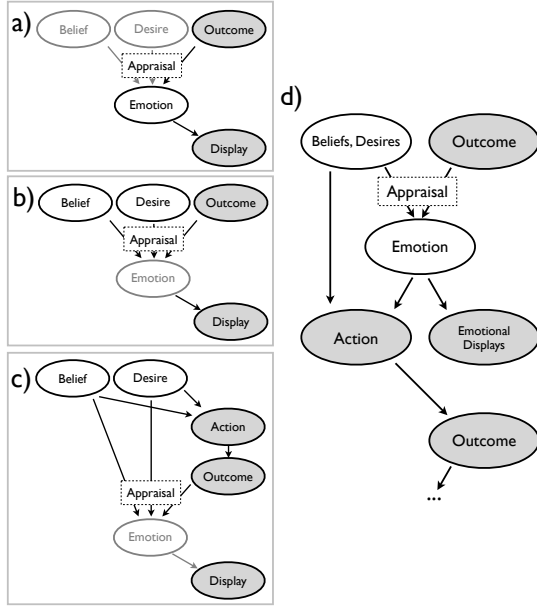 a)
Belief
Desire
Outcome
Appraisal
Emotion
Display
b)
Belief
Desire
Outcome
Appraisal
Emotion
Display
c)
Belief
Desire
Action
Outcome
Appraisal
Emotion
Display
d)
Beliefs, Desires
Outcome
Appraisal
Emotion
Action
Emotional
Displays
Outcome
...